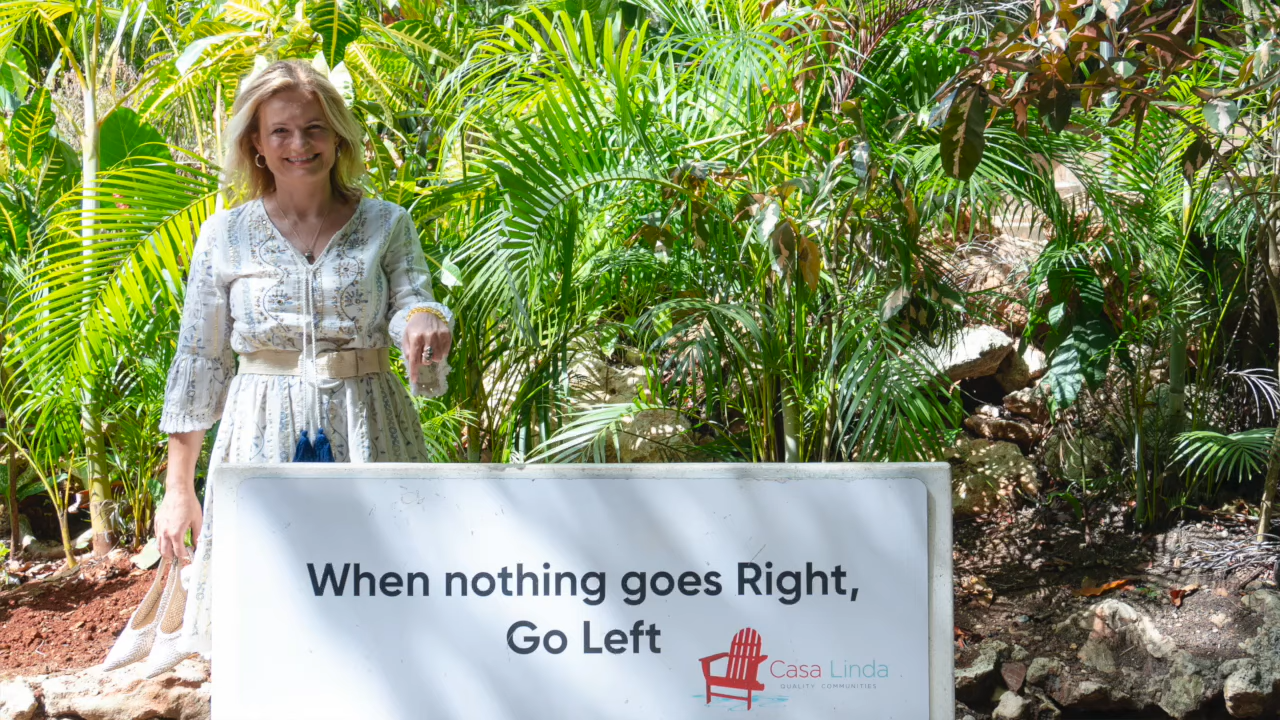 When nothing goes Right,
Go Left
Casa Linda
QUALITY COMMUNITIES